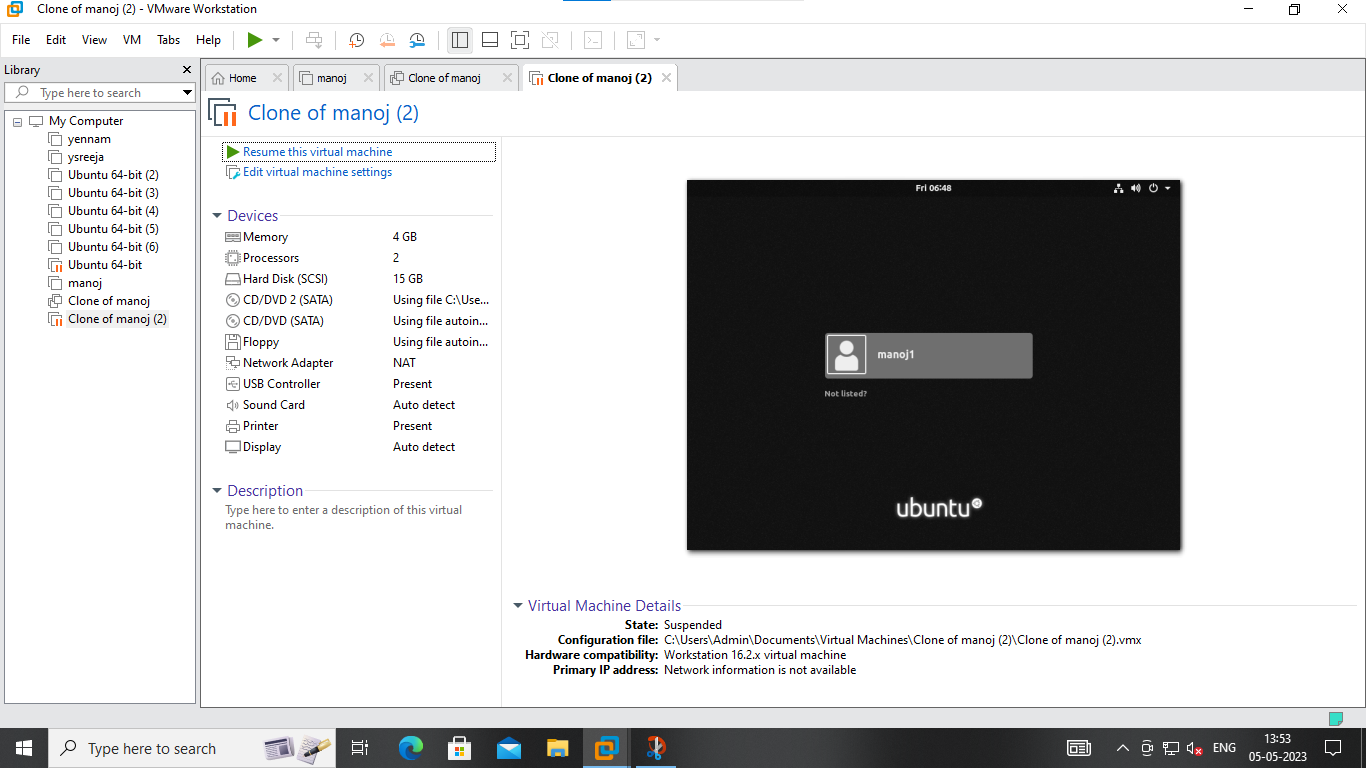 Clone of manoj (2) - VMware Workstation
File Edit View VM Tabs Help
Library
Type here to search
My Computer
yennam
ysreeja
Ubuntu 64-bit (2)
Ubuntu 64-bit (3)
Ubuntu 64-bit (4)
Ubuntu 64-bit (5)
Ubuntu 64-bit (6)
Ubuntu 64-bit
manoj
Clone of manoj
Clone of manoj (2)
Home manoj Clone of manoj Clone of manoj (2)
Clone of manoj (2)
Resume this virtual machine
Edit virtual machine settings
Devices
Memory 4 GB
Processors 2
Hard Disk (SCSI) 15 GB
CD/DVD 2 (SATA) Using file C:\Use...
CD/DVD (SATA) Using file autoin...
Floppy Using file autoin...
Network Adapter NAT
USB Controller Present
Sound Card Auto detect
Printer Present
Display Auto detect
Description
Type here to enter a description of this virtual
machine.
Fri 06:48
manoj1
Not listed?
ubuntu
Virtual Machine Details
State: Suspended
Configuration file: C:\Users\Admin\Documents\Virtual Machines\Clone of manoj (2)\Clone of manoj (2).vmx
Hardware compatibility: Workstation 16.2.x virtual machine
Primary IP address: Network information is not available
Type here to search
ENG
13:53
05-05-2023